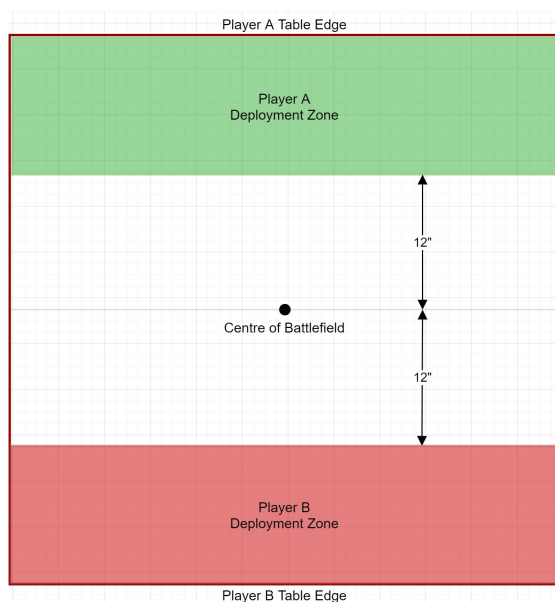 Player A Table Edge
Player A
Deployment Zone
12"
Centre of Battlefield
12"
Player B
Deployment Zone
Player B Table Edge